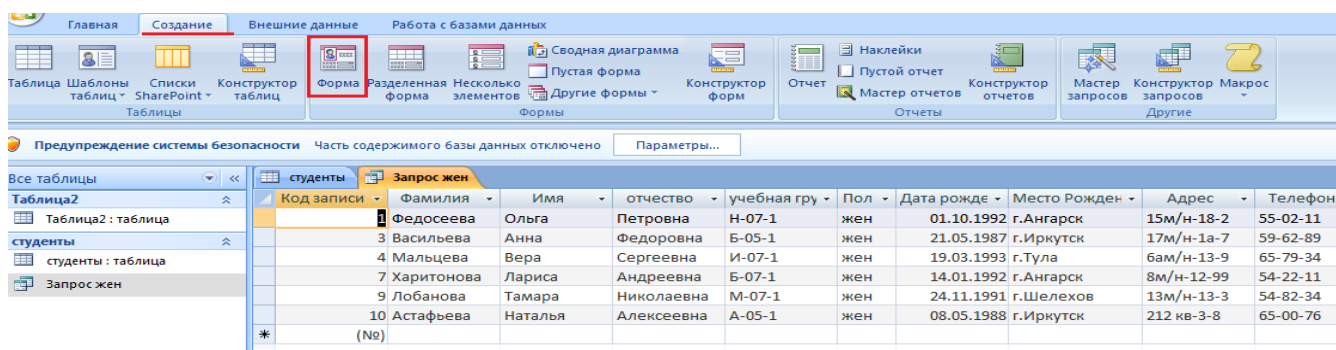 Главная Создание Внешние данные Работа с базами данных
Таблица Шаблоны таблиц Списки SharePoint Конструктор таблиц
Форма Разделенная форма Несколько элементов Сводная диаграмма Пустая форма Другие формы Конструктор форм
Отчет Наклейки Пустой отчет Мастер отчетов Конструктор отчетов
Мастер запросов Конструктор запросов Макрос
Таблицы Формы Отчеты Другие
Предупреждение системы безопасности Часть содержимого базы данных отключено Параметры...
Все таблицы «
Таблица2
Таблица2 : таблица
студенты
студенты : таблица
Запрос жен
студенты Запрос жен
Код записи Фамилия Имя отчество учебная гру Пол Дата рожде Место Рожден Адрес Телефон
1 Федосеева Ольга Петровна Н-07-1 жен 01.10.1992 г.Ангарск 15м/н-18-2 55-02-11
3 Васильева Анна Федоровна Б-05-1 жен 21.05.1987 г.Иркутск 17м/н-1а-7 59-62-89
4 Мальцева Вера Сергеевна И-07-1 жен 19.03.1993 г.Тула 6ам/н-13-9 65-79-34
7 Харитонова Лариса Андреевна Б-07-1 жен 14.01.1992 г.Ангарск 8м/н-12-99 54-22-11
9 Лобанова Тамара Николаевна М-07-1 жен 24.11.1991 г.Шелехов 13м/н-13-3 54-82-34
10 Астафьева Наталья Алексеевна А-05-1 жен 08.05.1988 г.Иркутск 212 кв-3-8 65-00-76
(№)